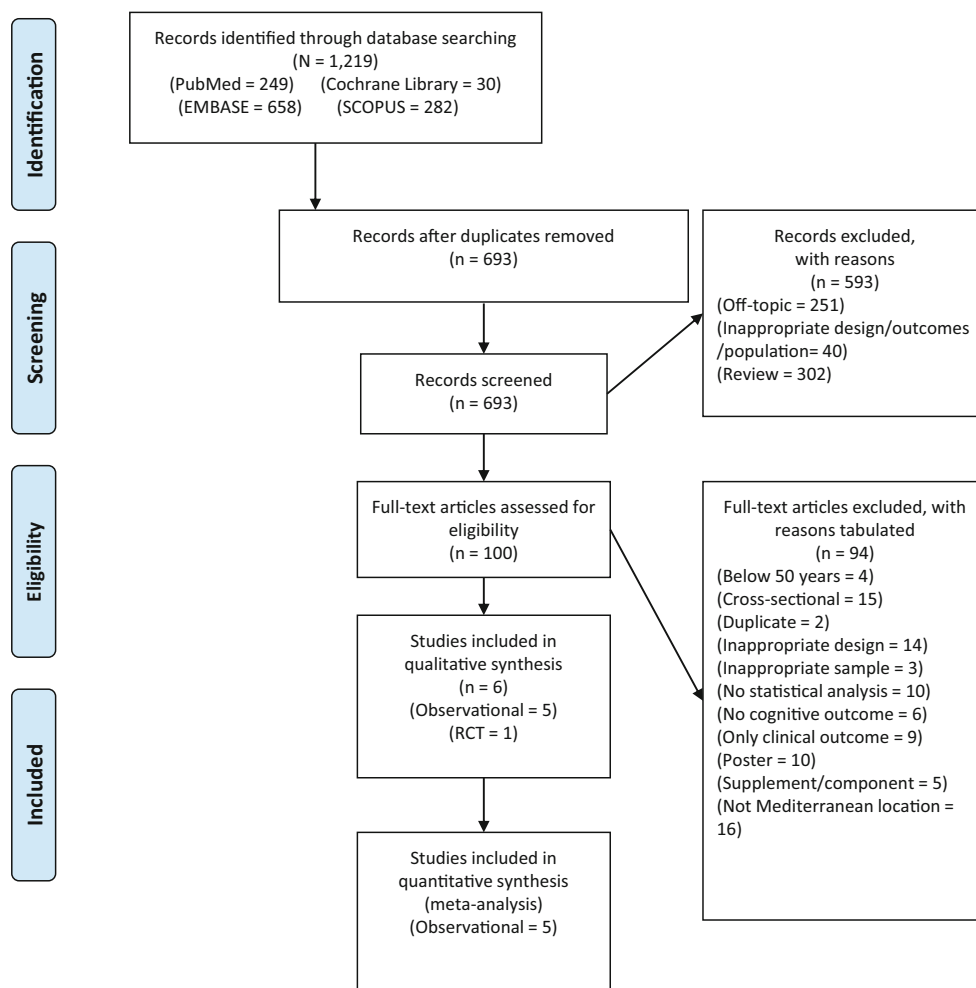 Identification
Records identified through database searching
(N = 1,219)
(PubMed = 249) (Cochrane Library = 30)
(EMBASE = 658) (SCOPUS = 282)
Screening
Records after duplicates removed
(n = 693)
Records excluded,
with reasons
(n = 593)
(Off-topic = 251)
(Inappropriate design/outcomes
/population= 40)
(Review = 302)
Records screened
(n = 693)
Eligibility
Full-text articles assessed for
eligibility
(n = 100)
Full-text articles excluded, with
reasons tabulated
(n = 94)
(Below 50 years = 4)
(Cross-sectional = 15)
(Duplicate = 2)
(Inappropriate design = 14)
(Inappropriate sample = 3)
(No statistical analysis = 10)
(No cognitive outcome = 6)
(Only clinical outcome = 9)
(Poster = 10)
(Supplement/component = 5)
(Not Mediterranean location =
16)
Included
Studies included in
qualitative synthesis
(n = 6)
(Observational = 5)
(RCT = 1)
Studies included in
quantitative synthesis
(meta-analysis)
(Observational = 5)